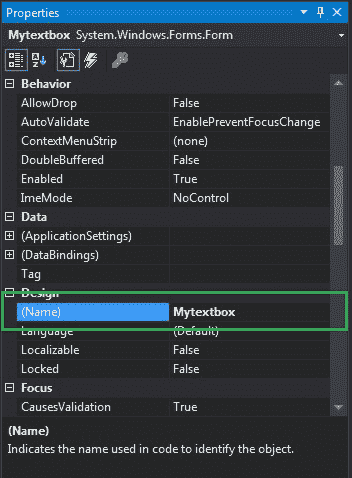 Properties
Mytextbox System.Windows.Forms.Form
Behavior
AllowDrop False
AutoValidate EnablePreventFocusChange
ContextMenuStrip (none)
DoubleBuffered False
Enabled True
ImeMode NoControl
Data
(ApplicationSettings)
(DataBindings)
Tag
Design
(Name) Mytextbox
Language (Default)
Localizable False
Locked False
Focus
CausesValidation True
(Name)
Indicates the name used in code to identify the object.